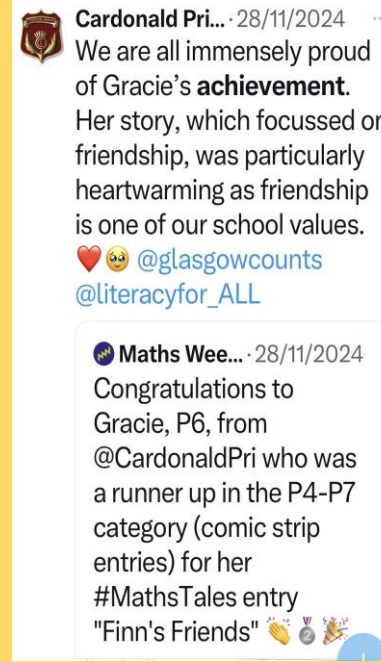 Cardonald Pri... · 28/11/2024
We are all immensely proud
of Gracie's achievement.
Her story, which focussed on
friendship, was particularly
heartwarming as friendship
is one of our school values.
❤️🥹 @glasgowcounts
@literacyfor_ALL
Maths Wee... · 28/11/2024
Congratulations to
Gracie, P6, from
@CardonaldPri who was
a runner up in the P4-P7
category (comic strip
entries) for her
#MathsTales entry
"Finn's Friends" 👏🥈🎉